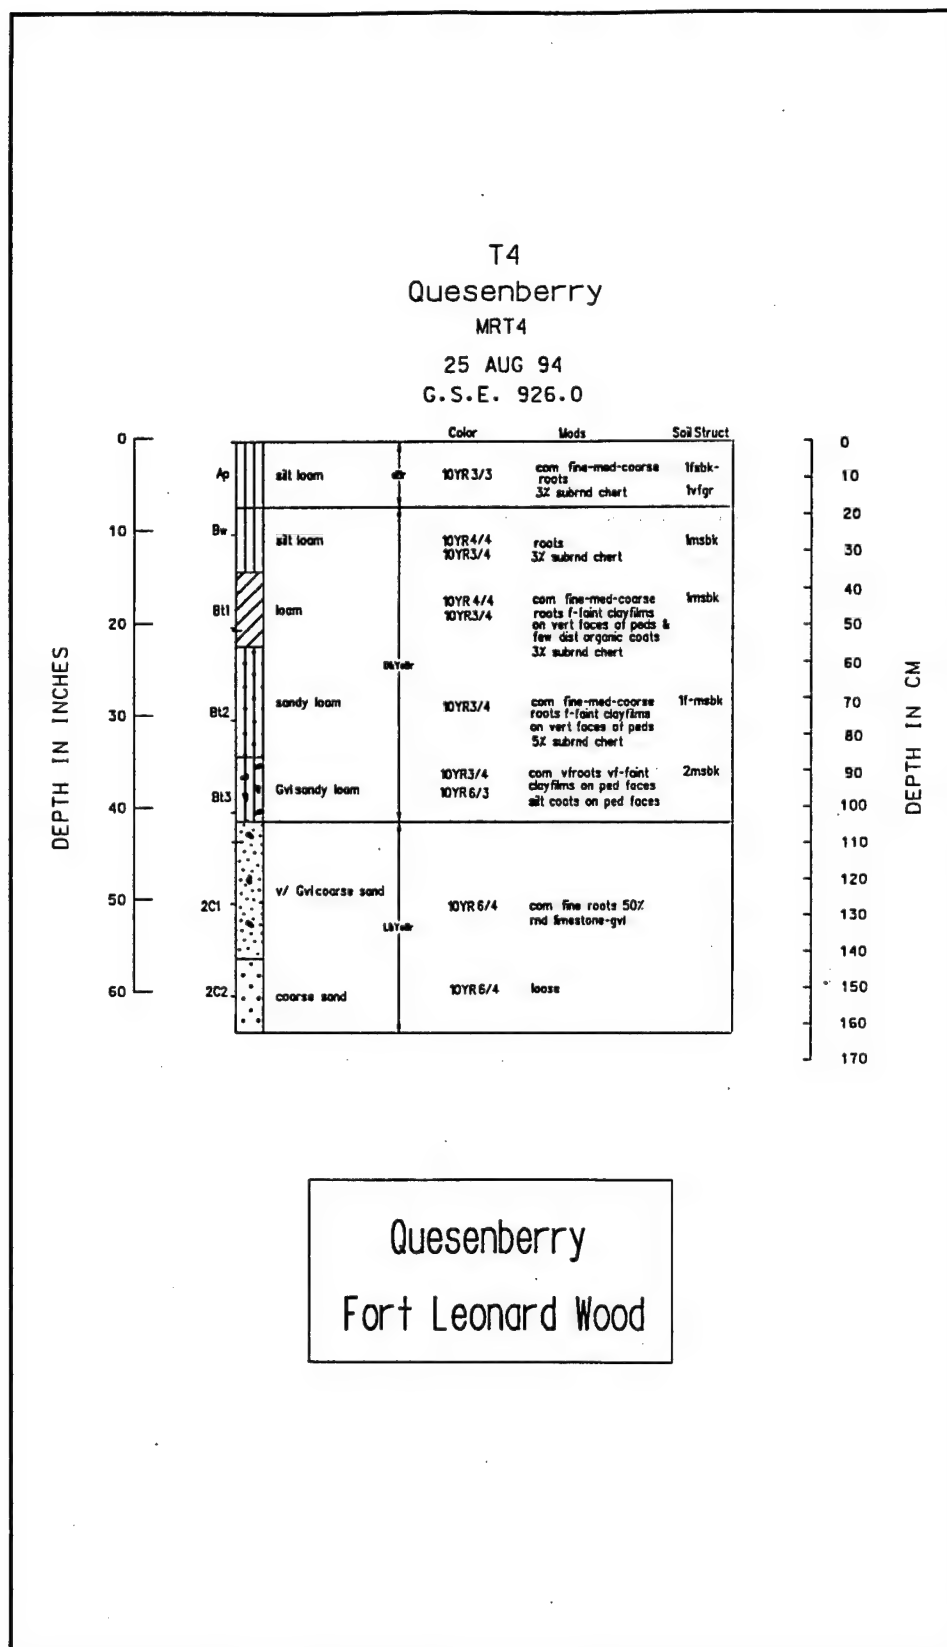 T4
Quesenberry
MRT4
25 AUG 94
G.S.E. 926.0
Color Mods Soil Struct
Ap silt loam 10YR 3/3 com fine-med-coarse 1fsbk-
roots
3% subrnd chert 1vfgr
Bw silt loam 10YR 4/4 roots 1msbk
10YR3/4 3% subrnd chert
Bt1 loam 10YR 4/4 com fine-med-coarse 1msbk
10YR3/4 roots f-faint clayfilms
on vert faces of peds &
few dist organic coats
3% subrnd chert
Bt2 sandy loam 10YR3/4 com fine-med-coarse 1f-msbk
roots f-faint clayfilms
on vert faces of peds
5% subrnd chert
Bt3 Gvl sandy loam 10YR3/4 com vfroots vf-faint 2msbk
10YR 6/3 clayfilms on ped faces
silt coats on ped faces
2C1 v/ Gvl coarse sand 10YR 6/4 com fine roots 50%
rnd limestone-gvl
2C2 coarse sand 10YR 6/4 loose
DEPTH IN INCHES
0
10
20
30
40
50
60
DEPTH IN CM
0
10
20
30
40
50
60
70
80
90
100
110
120
130
140
150
160
170
Quesenberry
Fort Leonard Wood